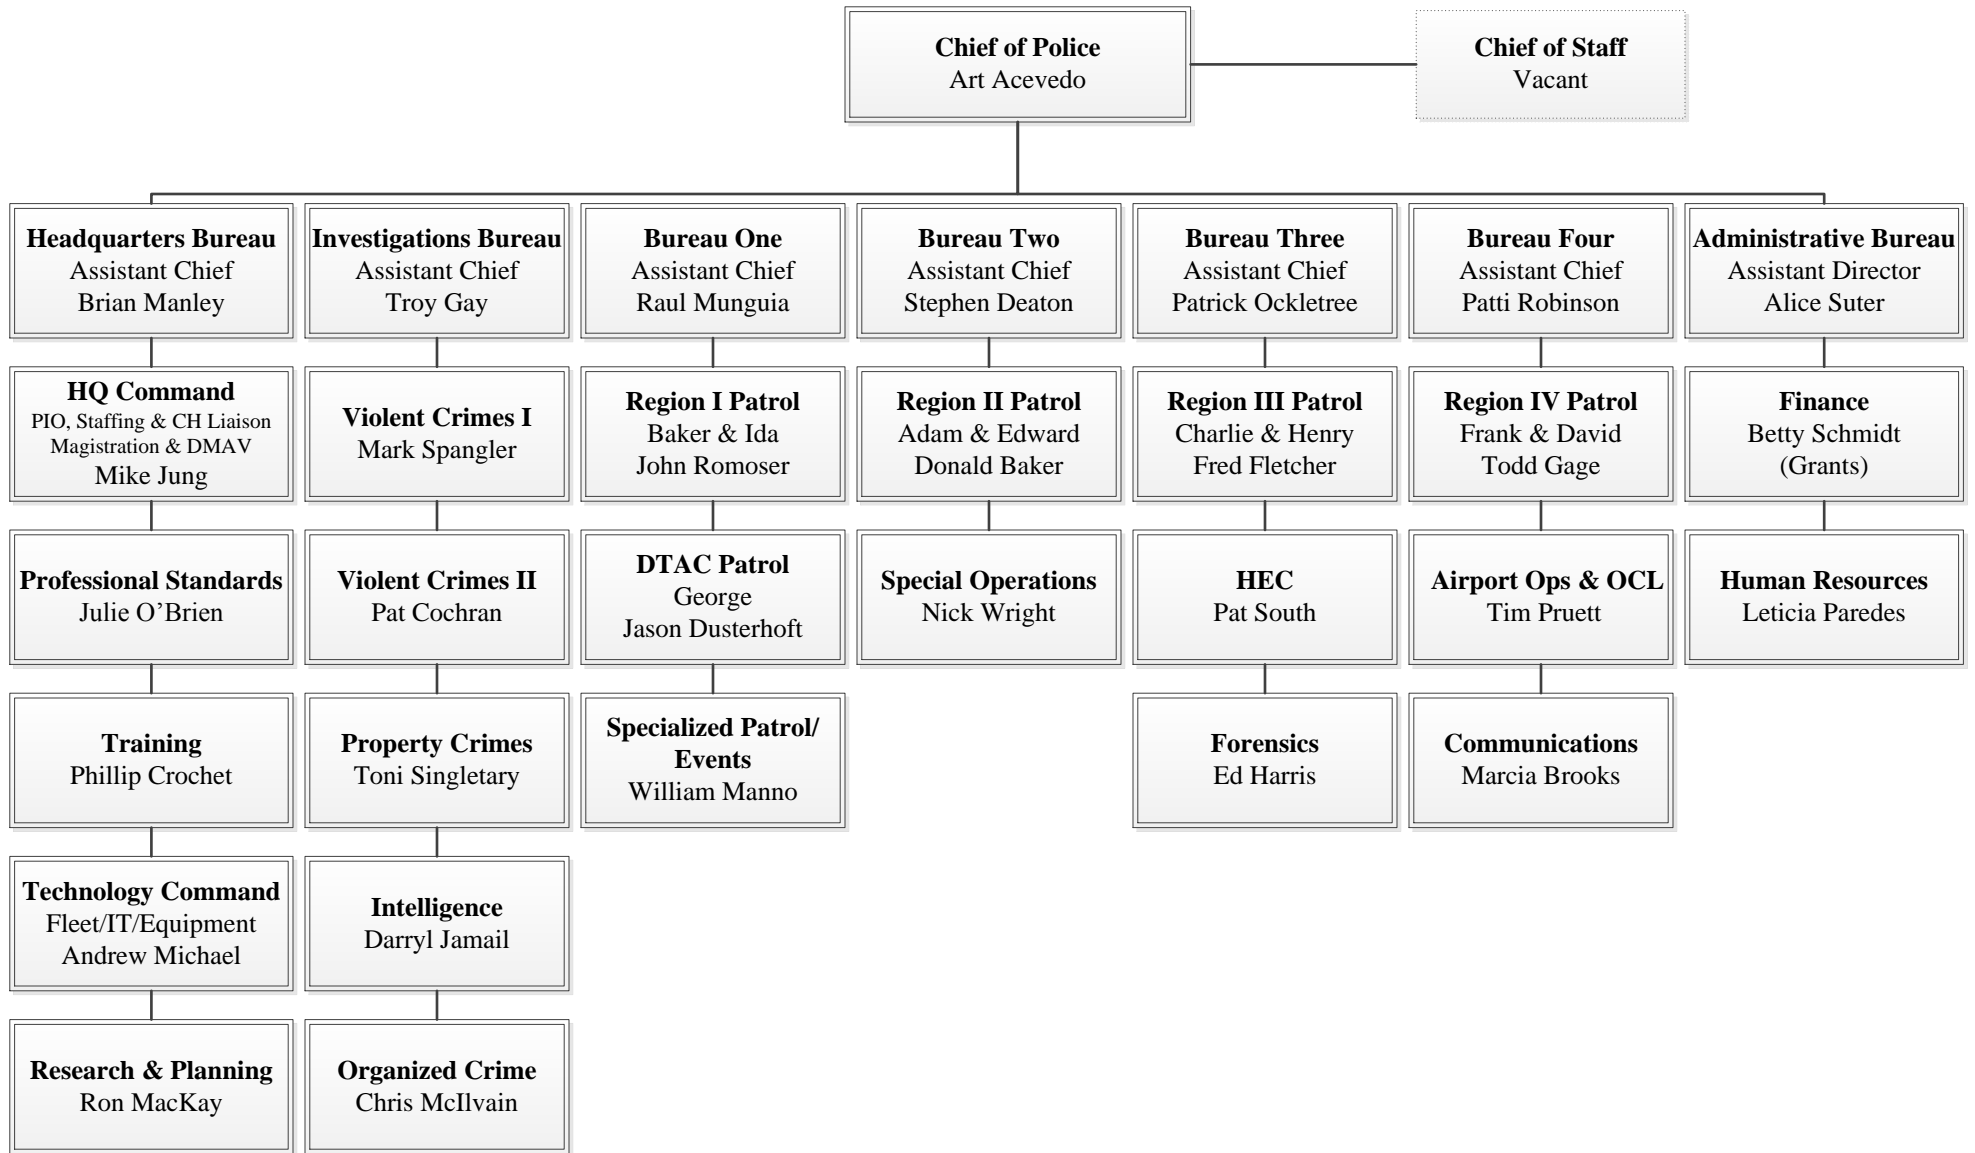 Chief of Police
Art Acevedo
Chief of Staff
Vacant
Headquarters Bureau
Assistant Chief
Brian Manley
Investigations Bureau
Assistant Chief
Troy Gay
Bureau One
Assistant Chief
Raul Munguia
Bureau Two
Assistant Chief
Stephen Deaton
Bureau Three
Assistant Chief
Patrick Ockletree
Bureau Four
Assistant Chief
Patti Robinson
Administrative Bureau
Assistant Director
Alice Suter
HQ Command
PIO, Staffing & CH Liaison
Magistration & DMAV
Mike Jung
Violent Crimes I
Mark Spangler
Region I Patrol
Baker & Ida
John Romoser
Region II Patrol
Adam & Edward
Donald Baker
Region III Patrol
Charlie & Henry
Fred Fletcher
Region IV Patrol
Frank & David
Todd Gage
Finance
Betty Schmidt
(Grants)
Professional Standards
Julie O’Brien
Violent Crimes II
Pat Cochran
DTAC Patrol
George
Jason Dusterhoft
Special Operations
Nick Wright
HEC
Pat South
Airport Ops & OCL
Tim Pruett
Human Resources
Leticia Paredes
Training
Phillip Crochet
Property Crimes
Toni Singletary
Specialized Patrol/
Events
William Manno
Forensics
Ed Harris
Communications
Marcia Brooks
Technology Command
Fleet/IT/Equipment
Andrew Michael
Intelligence
Darryl Jamail
Research & Planning
Ron MacKay
Organized Crime
Chris McIlvain